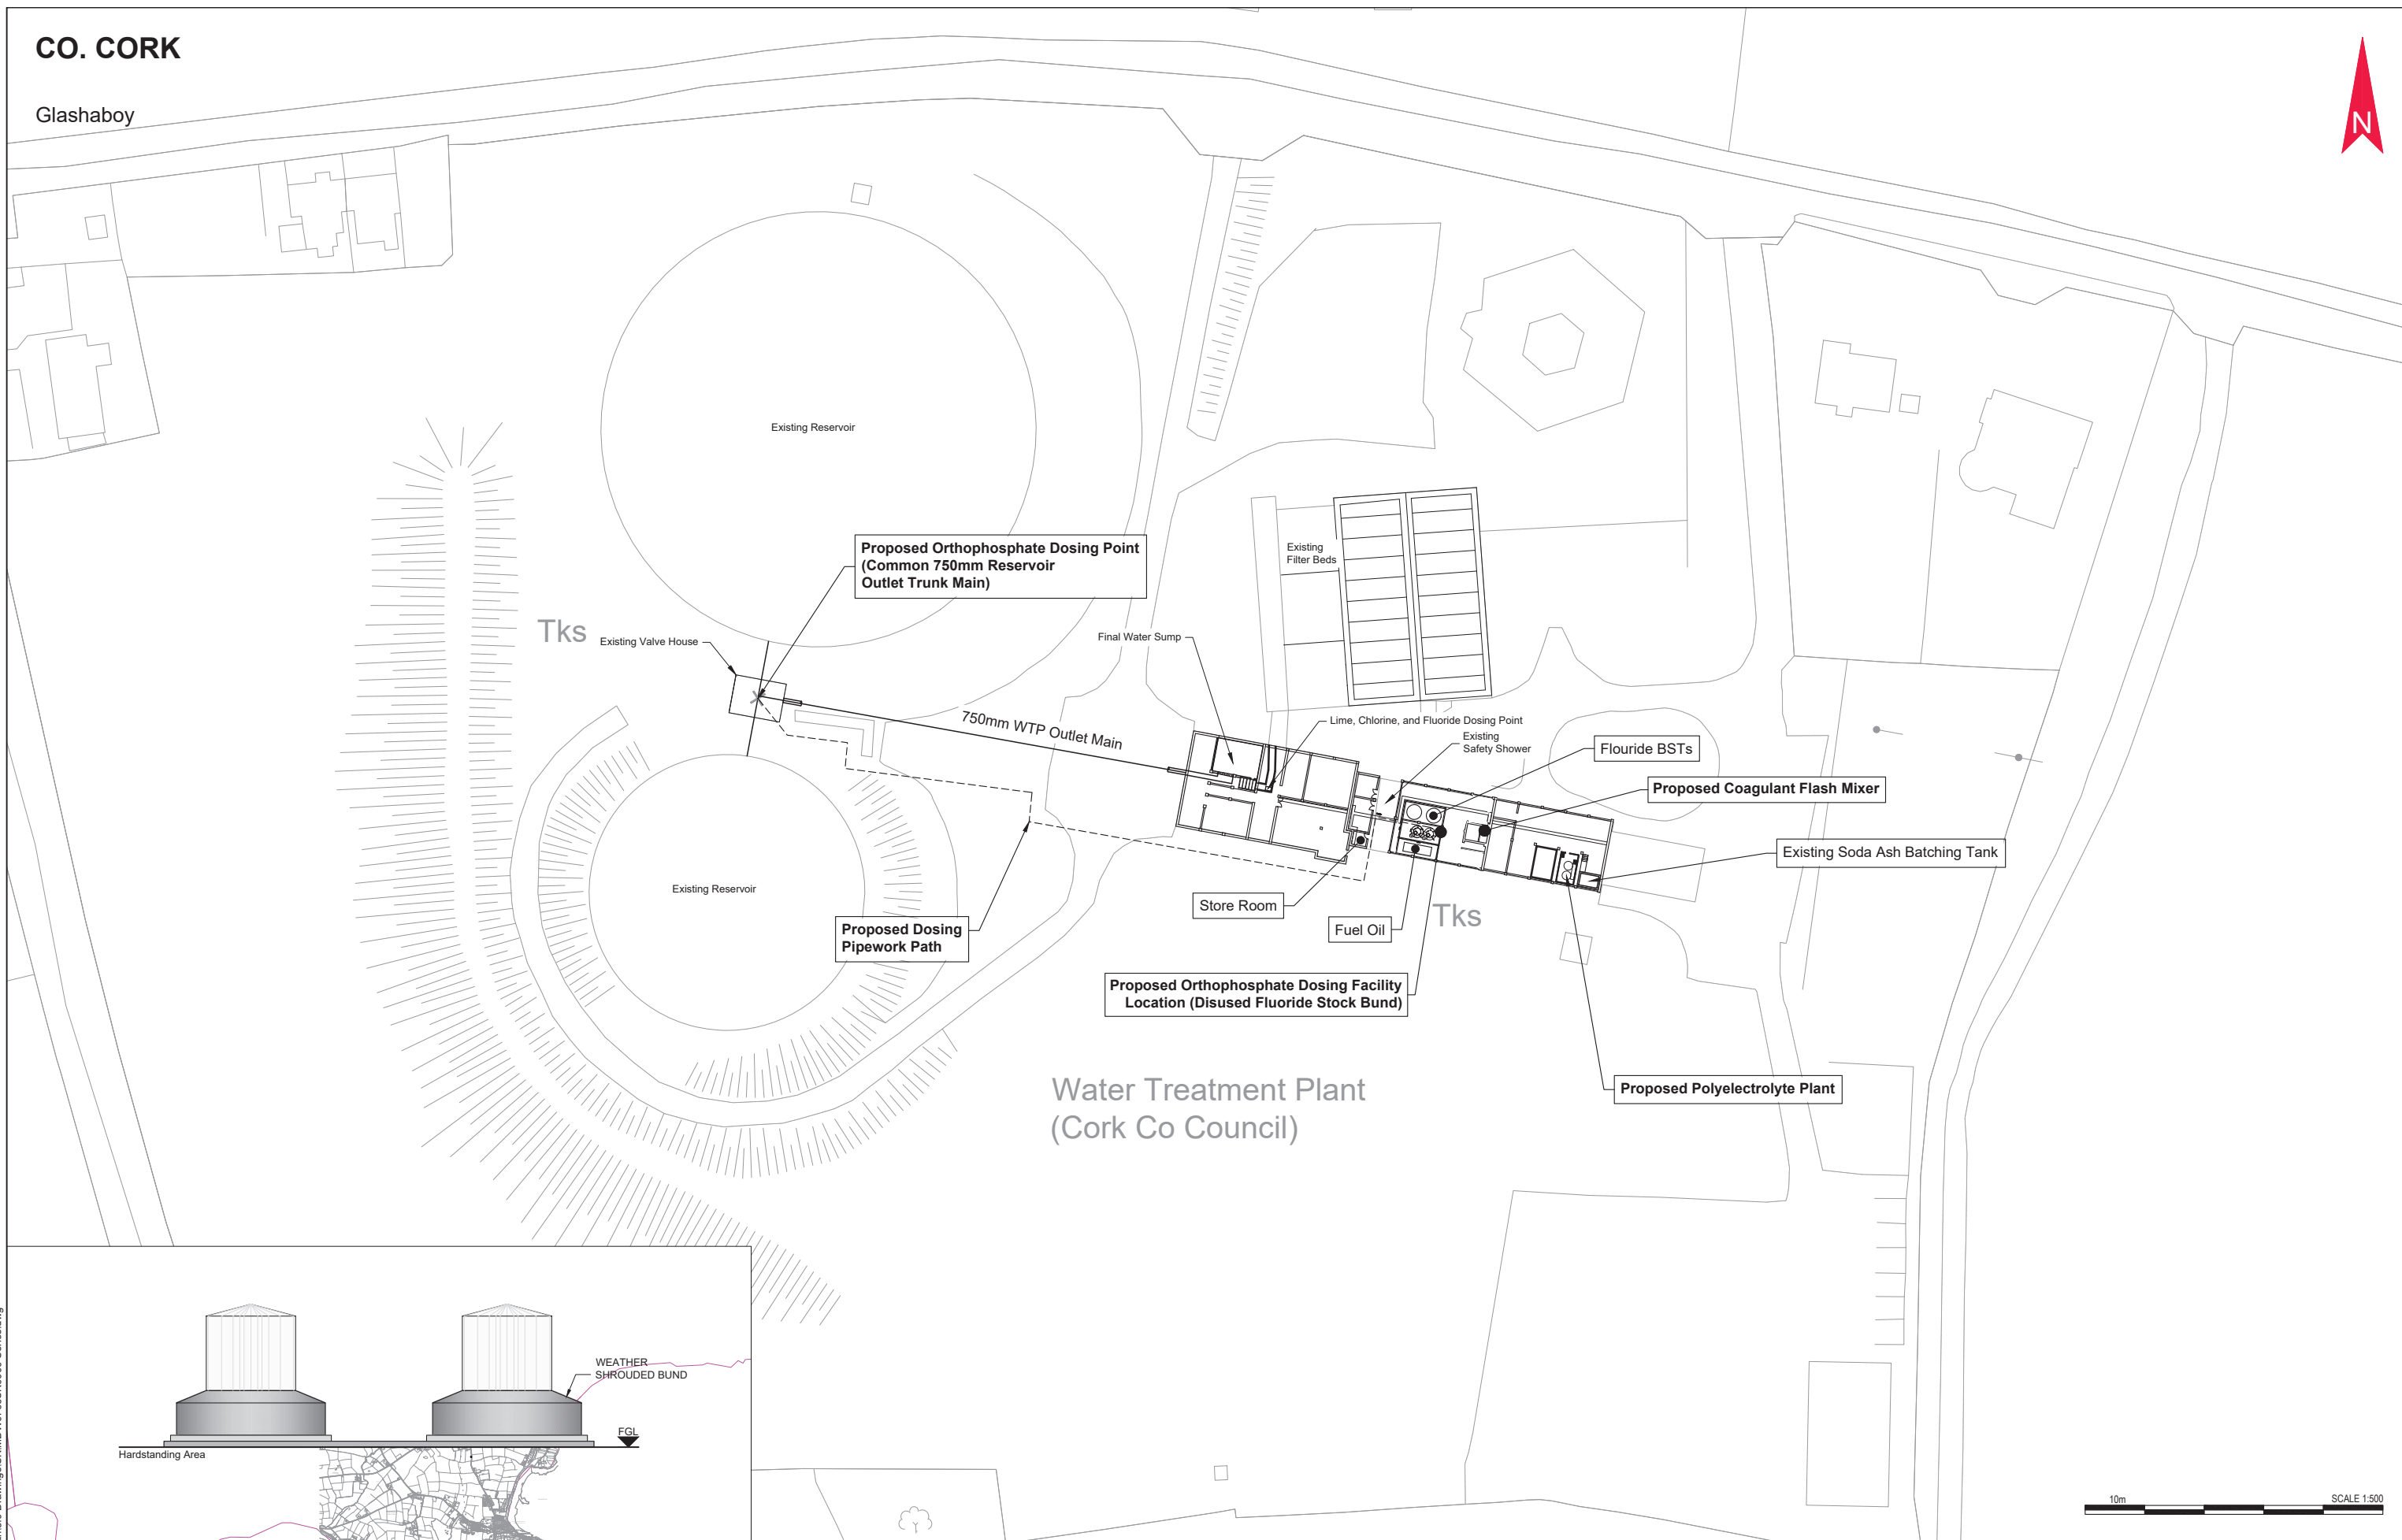 CO. CORK
Glashaboy
N
Existing Reservoir
Proposed Orthophosphate Dosing Point
(Common 750mm Reservoir
Outlet Trunk Main)
Existing
Filter Beds
Tks
Existing Valve House
Final Water Sump
750mm WTP Outlet Main
Lime, Chlorine, and Fluoride Dosing Point
Existing
Safety Shower
Flouride BSTs
Proposed Coagulant Flash Mixer
Existing Soda Ash Batching Tank
Existing Reservoir
Store Room
Tks
Fuel Oil
Proposed Dosing
Pipework Path
Proposed Orthophosphate Dosing Facility
Location (Disused Fluoride Stock Bund)
Proposed Polyelectrolyte Plant
Water Treatment Plant
(Cork Co Council)
WEATHER
SHROUDED BUND
FGL
Hardstanding Area
10m
SCALE 1:500